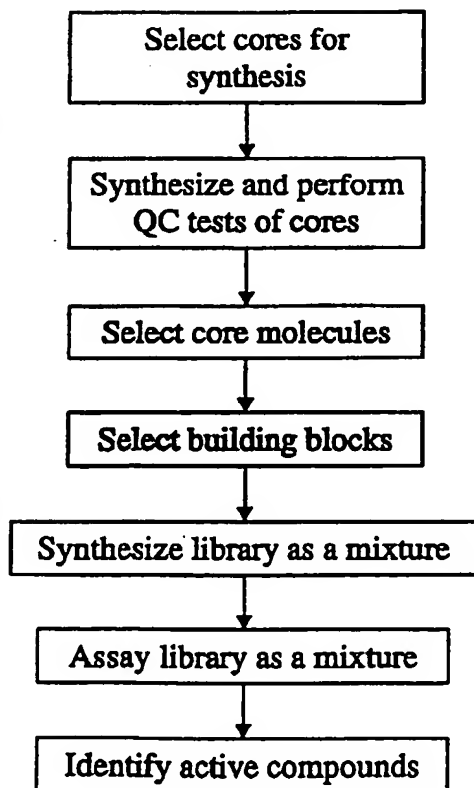 Select cores for
synthesis
Synthesize and perform
QC tests of cores
Select core molecules
Select building blocks
Synthesize library as a mixture
Assay library as a mixture
Identify active compounds